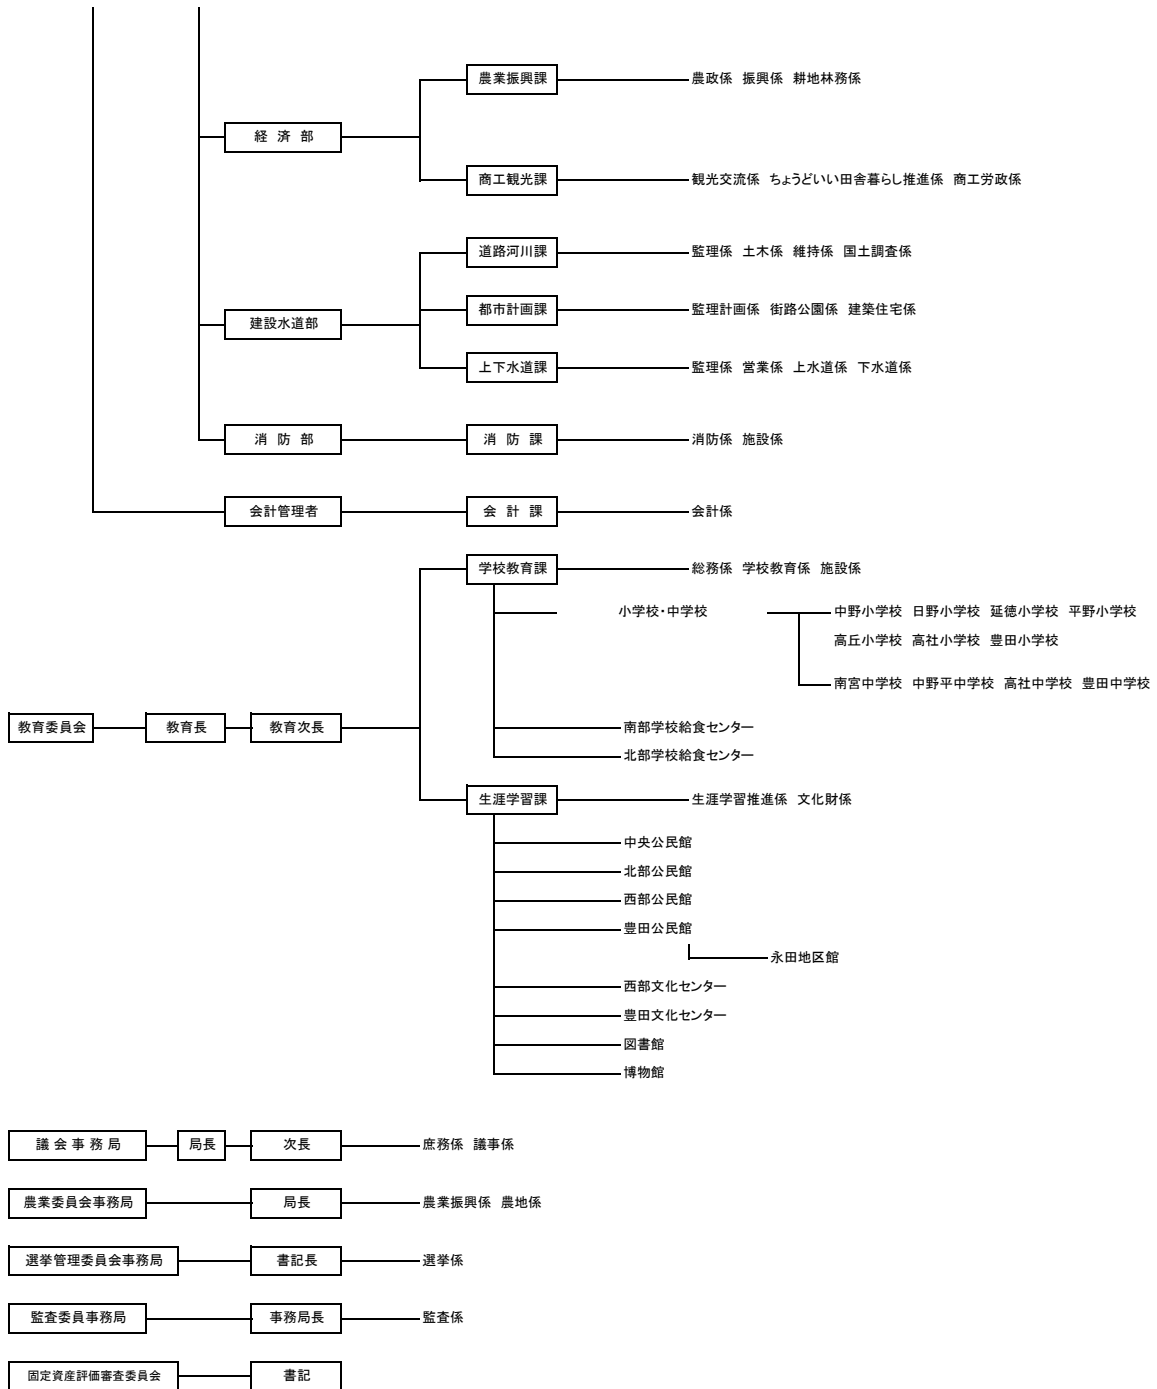 農業振興課 農政係 振興係 耕地林務係
経 済 部
商工観光課 観光交流係 ちょうどいい田舎暮らし推進係 商工労政係
道路河川課 監理係 土木係 維持係 国土調査係
都市計画課 監理計画係 街路公園係 建築住宅係
建設水道部
上下水道課 監理係 営業係 上水道係 下水道係
消 防 部 消 防 課 消防係 施設係
会計管理者 会 計 課 会計係
学校教育課 総務係 学校教育係 施設係
小学校・中学校 中野小学校 日野小学校 延徳小学校 平野小学校
高丘小学校 高社小学校 豊田小学校
南宮中学校 中野平中学校 高社中学校 豊田中学校
教育委員会 教育長 教育次長 南部学校給食センター
北部学校給食センター
生涯学習課 生涯学習推進係 文化財係
中央公民館
北部公民館
西部公民館
豊田公民館
永田地区館
西部文化センター
豊田文化センター
図書館
博物館
議 会 事 務 局 局長 次長 庶務係 議事係
農業委員会事務局 局長 農業振興係 農地係
選挙管理委員会事務局 書記長 選挙係
監査委員事務局 事務局長 監査係
固定資産評価審査委員会 書記